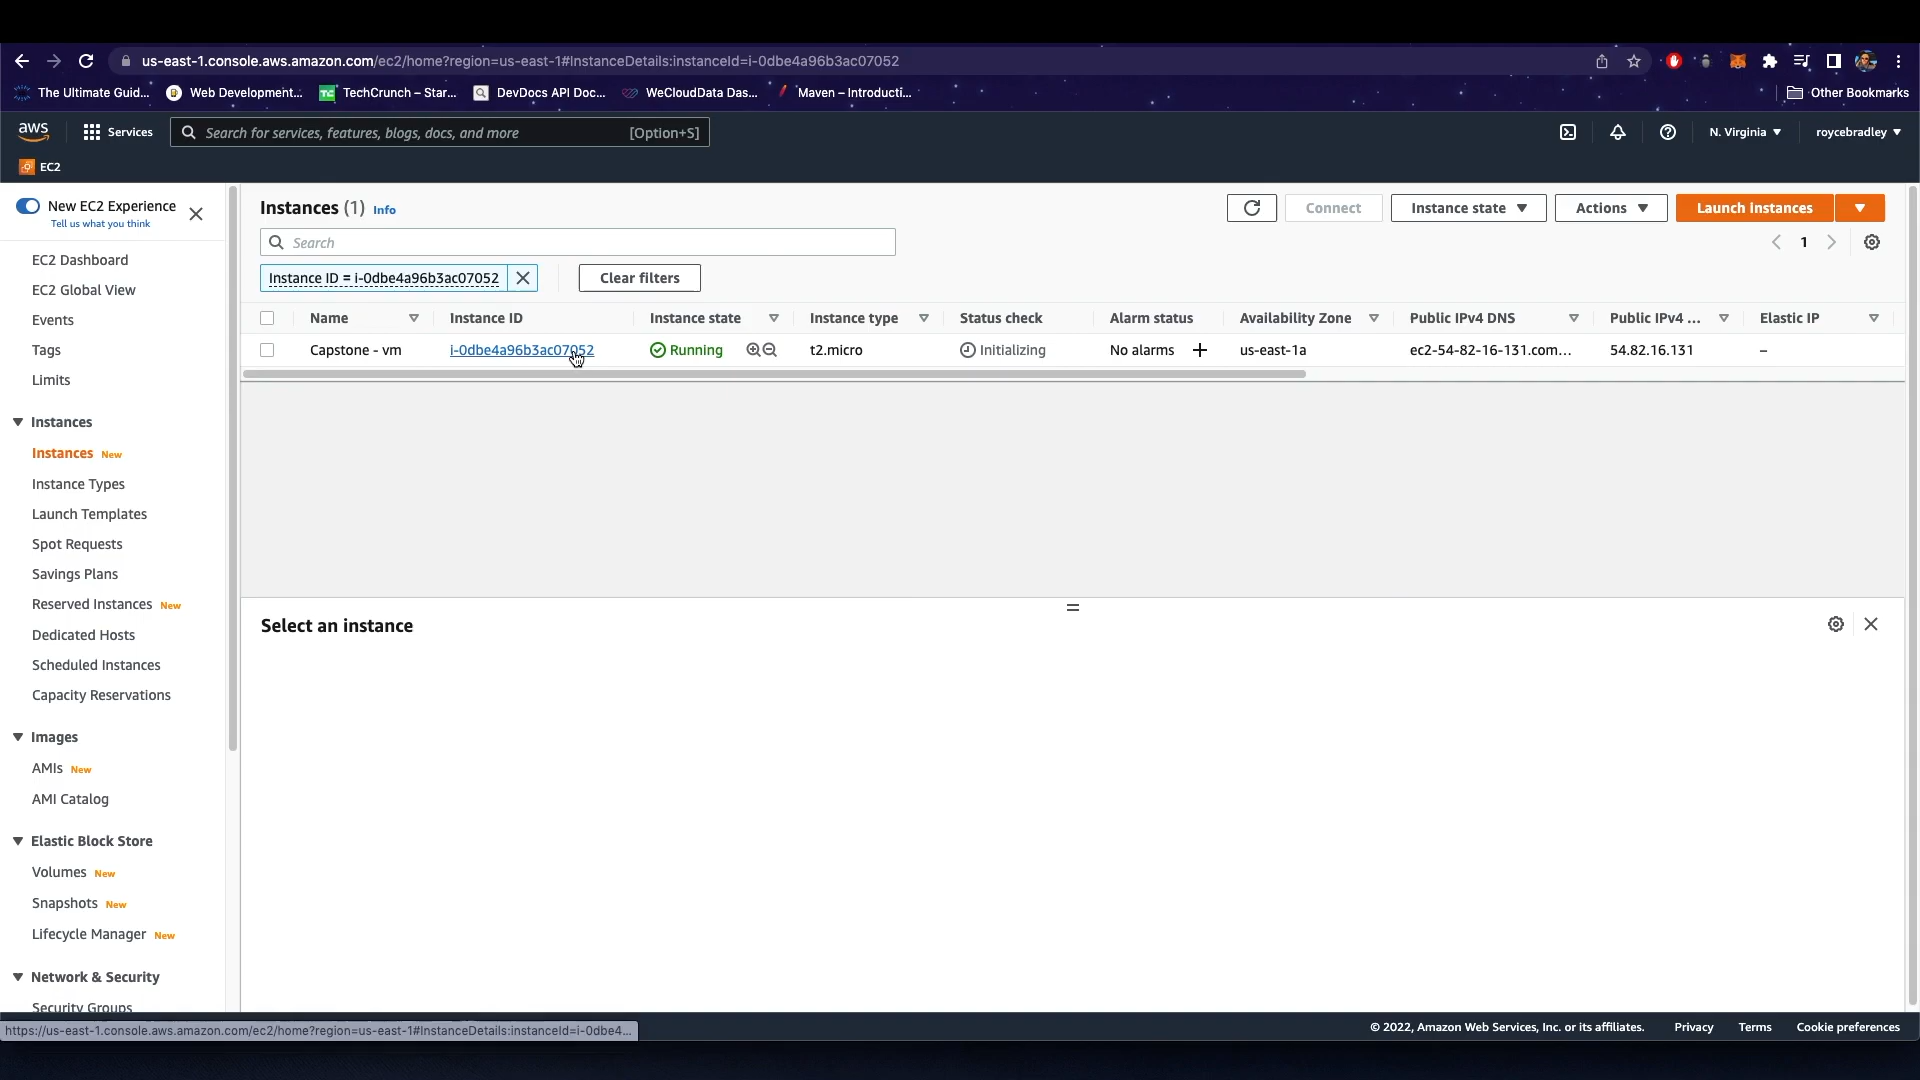 us-east-1.console.aws.amazon.com/ec2/home?region=us-east-1#InstanceDetails:instanceId=i-0dbe4a96b3ac07052
The Ultimate Guid... Web Development... TechCrunch – Star... DevDocs API Doc... WeCloudData Das... Maven – Introducti... Other Bookmarks
aws Services Search for services, features, blogs, docs, and more [Option+S] N. Virginia roycebradley
EC2
New EC2 Experience
Tell us what you think
EC2 Dashboard
EC2 Global View
Events
Tags
Limits
Instances
Instances New
Instance Types
Launch Templates
Spot Requests
Savings Plans
Reserved Instances New
Dedicated Hosts
Scheduled Instances
Capacity Reservations
Images
AMIs New
AMI Catalog
Elastic Block Store
Volumes New
Snapshots New
Lifecycle Manager New
Network & Security
Security Groups
Instances (1) Info Connect Instance state Actions Launch instances
Search 1
Instance ID = i-0dbe4a96b3ac07052 Clear filters
Name Instance ID Instance state Instance type Status check Alarm status Availability Zone Public IPv4 DNS Public IPv4 ... Elastic IP
Capstone - vm i-0dbe4a96b3ac07052 Running t2.micro Initializing No alarms + us-east-1a ec2-54-82-16-131.com... 54.82.16.131 –
Select an instance
https://us-east-1.console.aws.amazon.com/ec2/home?region=us-east-1#InstanceDetails:instanceId=i-0dbe4... © 2022, Amazon Web Services, Inc. or its affiliates. Privacy Terms Cookie preferences